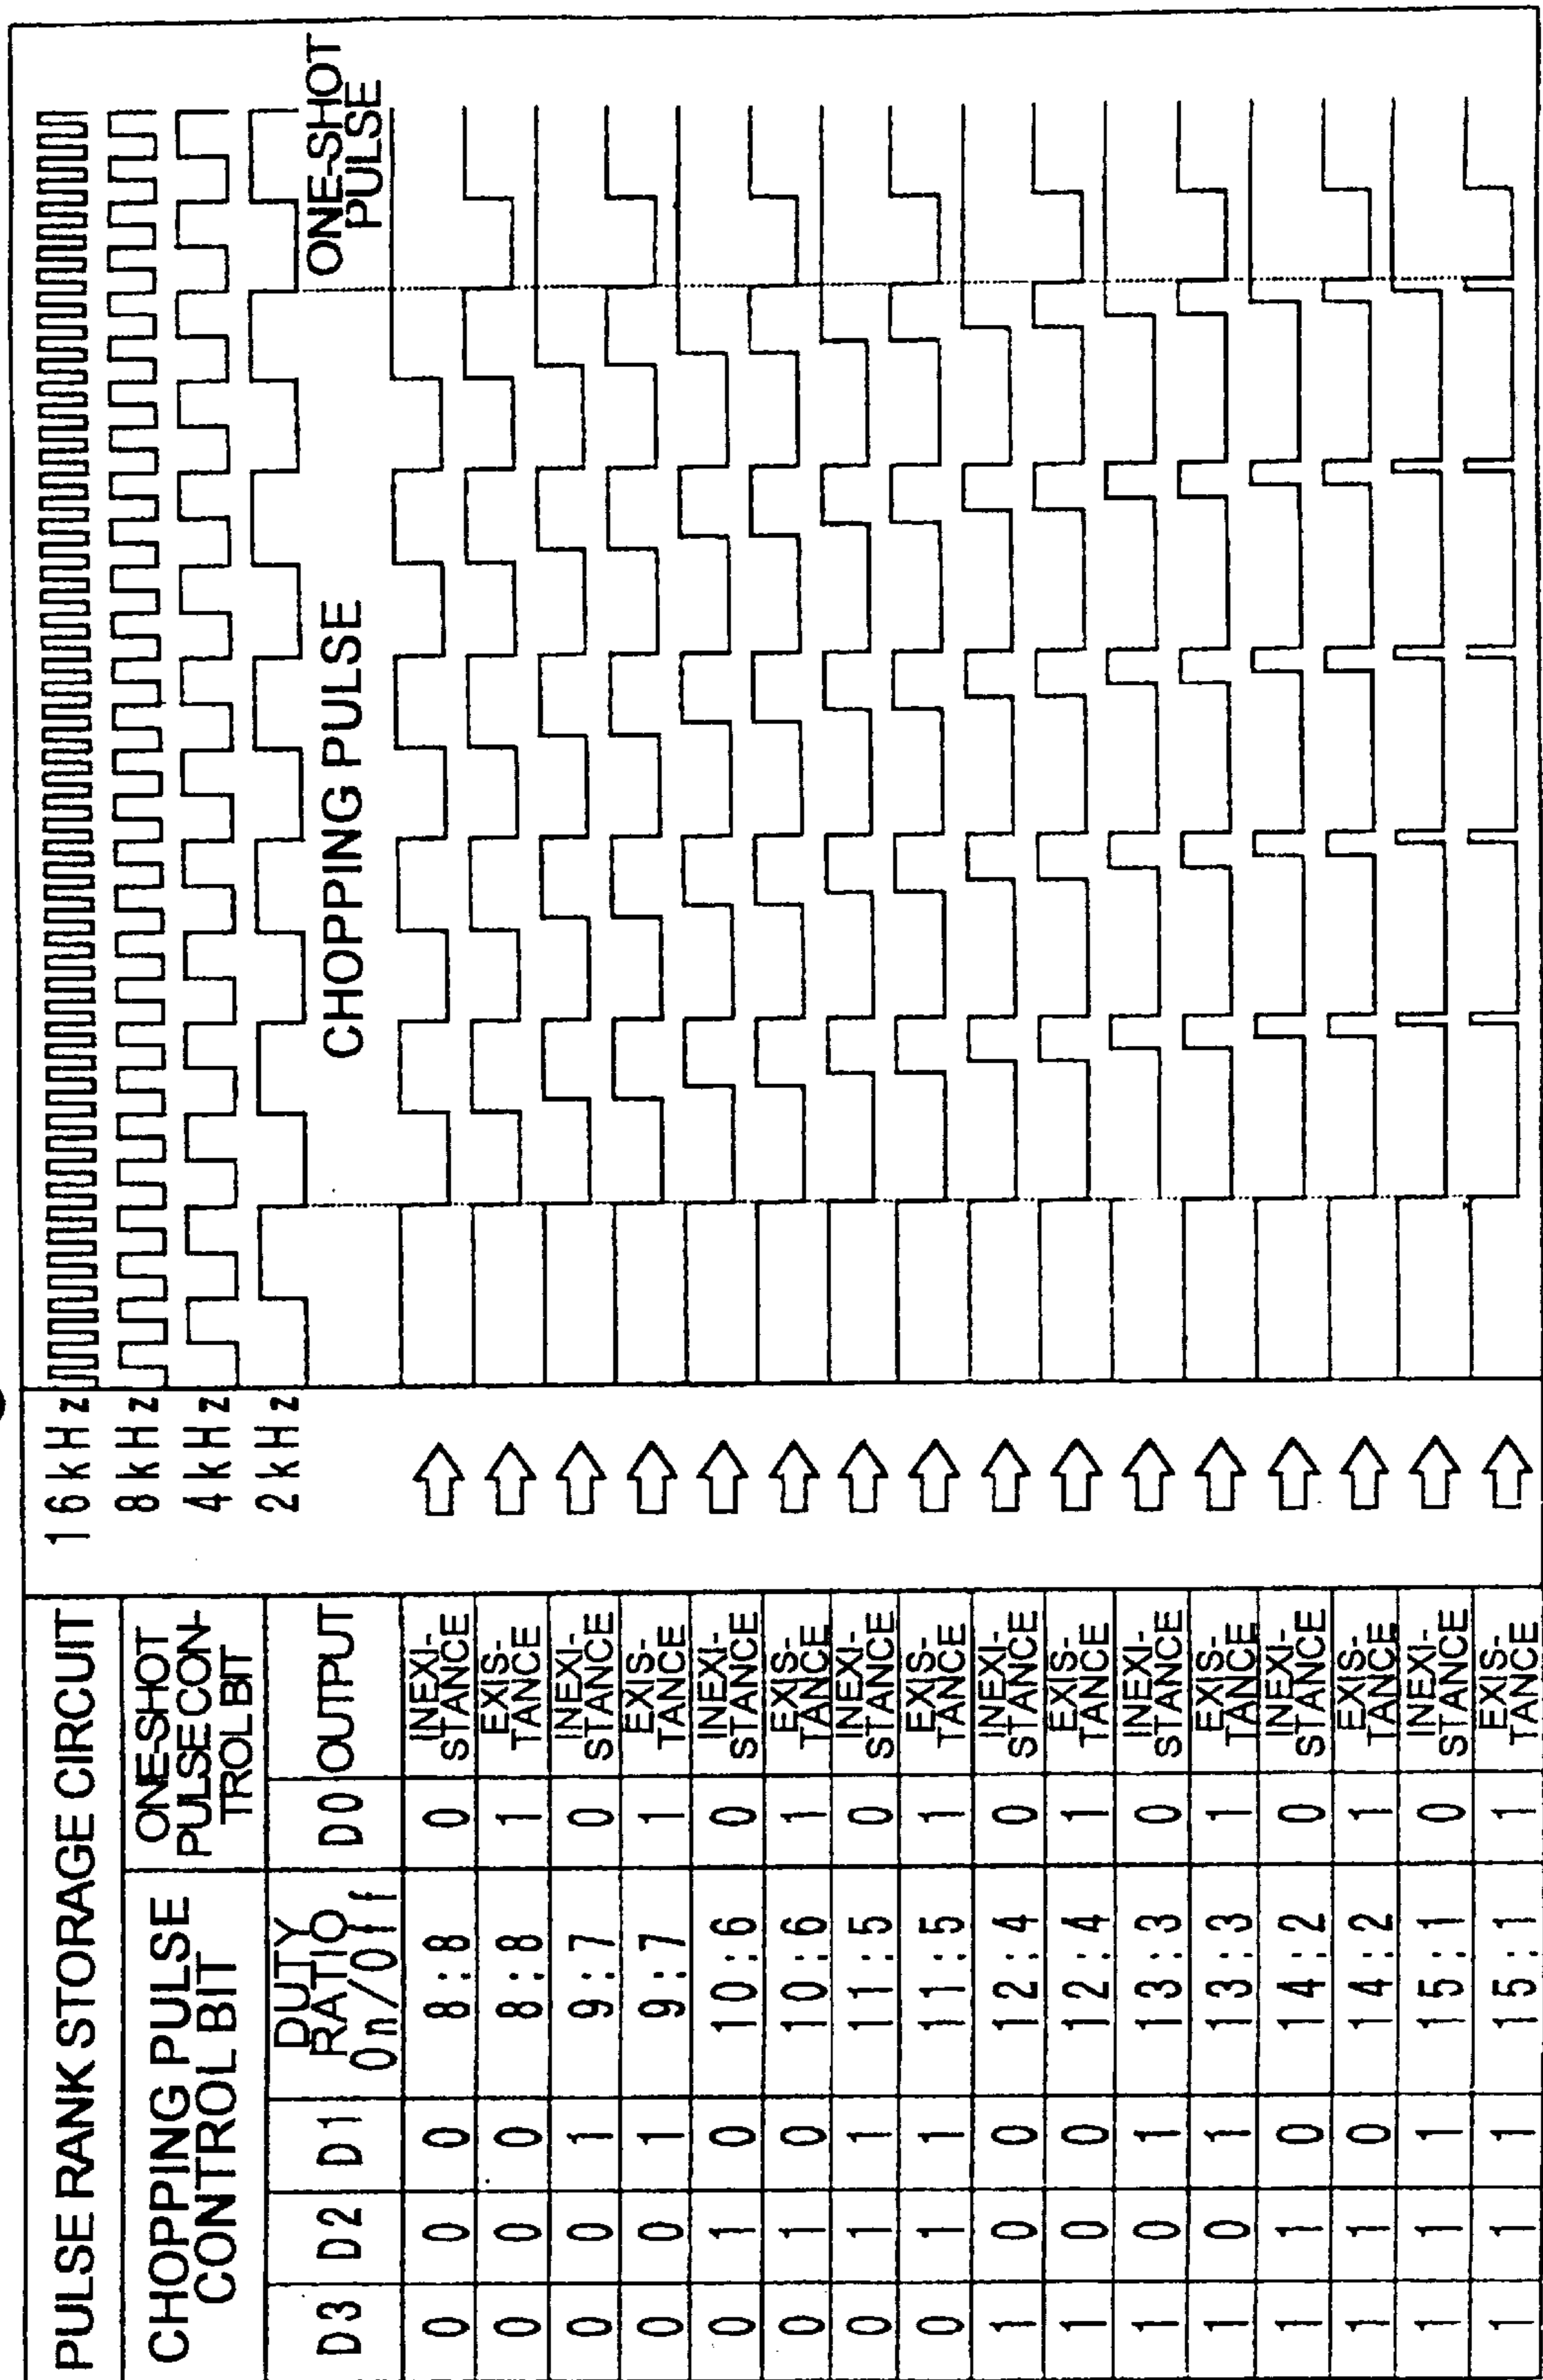 PULSE RANK STORAGE CIRCUIT
CHOPPING PULSE
CONTROL BIT
ONE-SHOT
PULSE CON-
TROL BIT
D3 D2 D1
DUTY
RATIO
On/Off
D0 OUTPUT
16kHz
8kHz
4kHz
2kHz
CHOPPING PULSE
ONE-SHOT
PULSE
0 0 0 8:8 0 INEXI-
STANCE
0 0 0 8:8 1 EXIS-
TANCE
0 0 1 9:7 0 INEXI-
STANCE
0 0 1 9:7 1 EXIS-
TANCE
0 1 0 10:6 0 INEXI-
STANCE
0 1 0 10:6 1 EXIS-
TANCE
0 1 1 11:5 0 INEXI-
STANCE
0 1 1 11:5 1 EXIS-
TANCE
1 0 0 12:4 0 INEXI-
STANCE
1 0 0 12:4 1 EXIS-
TANCE
1 0 1 13:3 0 INEXI-
STANCE
1 0 1 13:3 1 EXIS-
TANCE
1 1 0 14:2 0 INEXI-
STANCE
1 1 0 14:2 1 EXIS-
TANCE
1 1 1 15:1 0 INEXI-
STANCE
1 1 1 15:1 1 EXIS-
TANCE